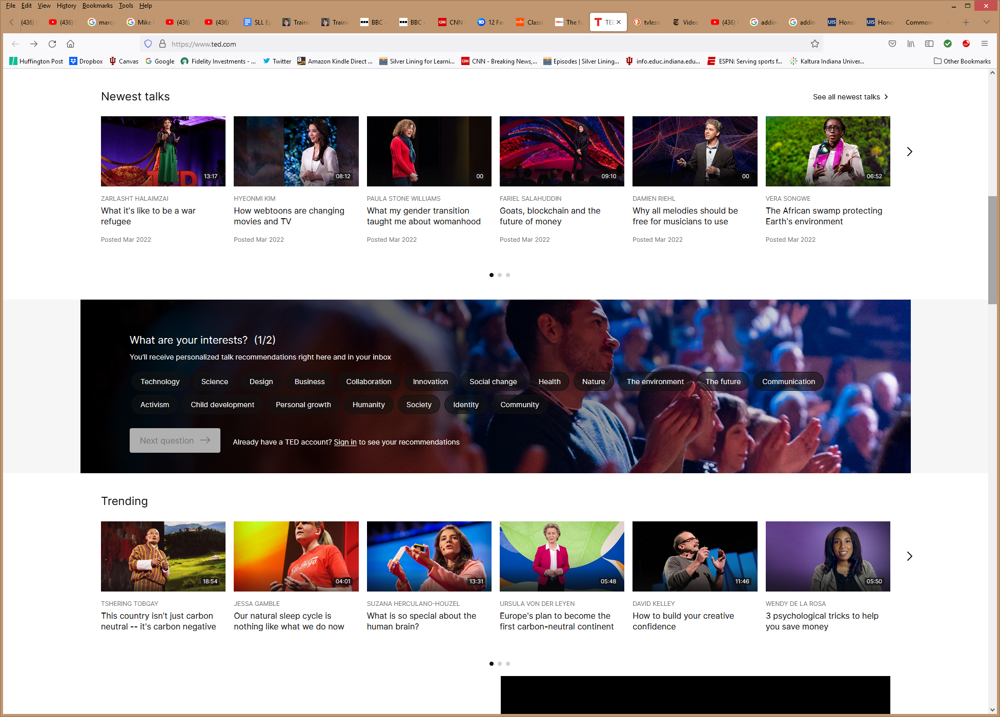 File Edit View History Bookmarks Tools Help
(436) (436) marcy Mike (436) (436) SLL Ep Trainin Trainin BBC - BBC - CNN 12 Fav Classr The fo TED tvless Video (436) addin addin Hono Hono Common
https://www.ted.com
Huffington Post Dropbox Canvas Google Fidelity Investments - ... Twitter Amazon Kindle Direct ... Silver Lining for Learni... CNN - Breaking News,... Episodes | Silver Lining... info.educ.indiana.edu... ESPN: Serving sports f... Kaltura Indiana Univer... Other Bookmarks
Newest talks
See all newest talks
13:17 08:12 00 09:10 00 06:52
ZARLASHT HALAIMZAI
What it's like to be a war
refugee
Posted Mar 2022
HYEONMI KIM
How webtoons are changing
movies and TV
Posted Mar 2022
PAULA STONE WILLIAMS
What my gender transition
taught me about womanhood
Posted Mar 2022
FARIEL SALAHUDDIN
Goats, blockchain and the
future of money
Posted Mar 2022
DAMIEN RIEHL
Why all melodies should be
free for musicians to use
Posted Mar 2022
VERA SONGWE
The African swamp protecting
Earth's environment
Posted Mar 2022
What are your interests? (1/2)
You'll receive personalized talk recommendations right here and in your inbox
Technology Science Design Business Collaboration Innovation Social change Health Nature The environment The future Communication
Activism Child development Personal growth Humanity Society Identity Community
Next question
Already have a TED account? Sign in to see your recommendations
Trending
18:54 04:01 13:31 05:48 11:46 05:50
TSHERING TOBGAY
This country isn't just carbon
neutral -- it's carbon negative
JESSA GAMBLE
Our natural sleep cycle is
nothing like what we do now
SUZANA HERCULANO-HOUZEL
What is so special about the
human brain?
URSULA VON DER LEYEN
Europe's plan to become the
first carbon-neutral continent
DAVID KELLEY
How to build your creative
confidence
WENDY DE LA ROSA
3 psychological tricks to help
you save money